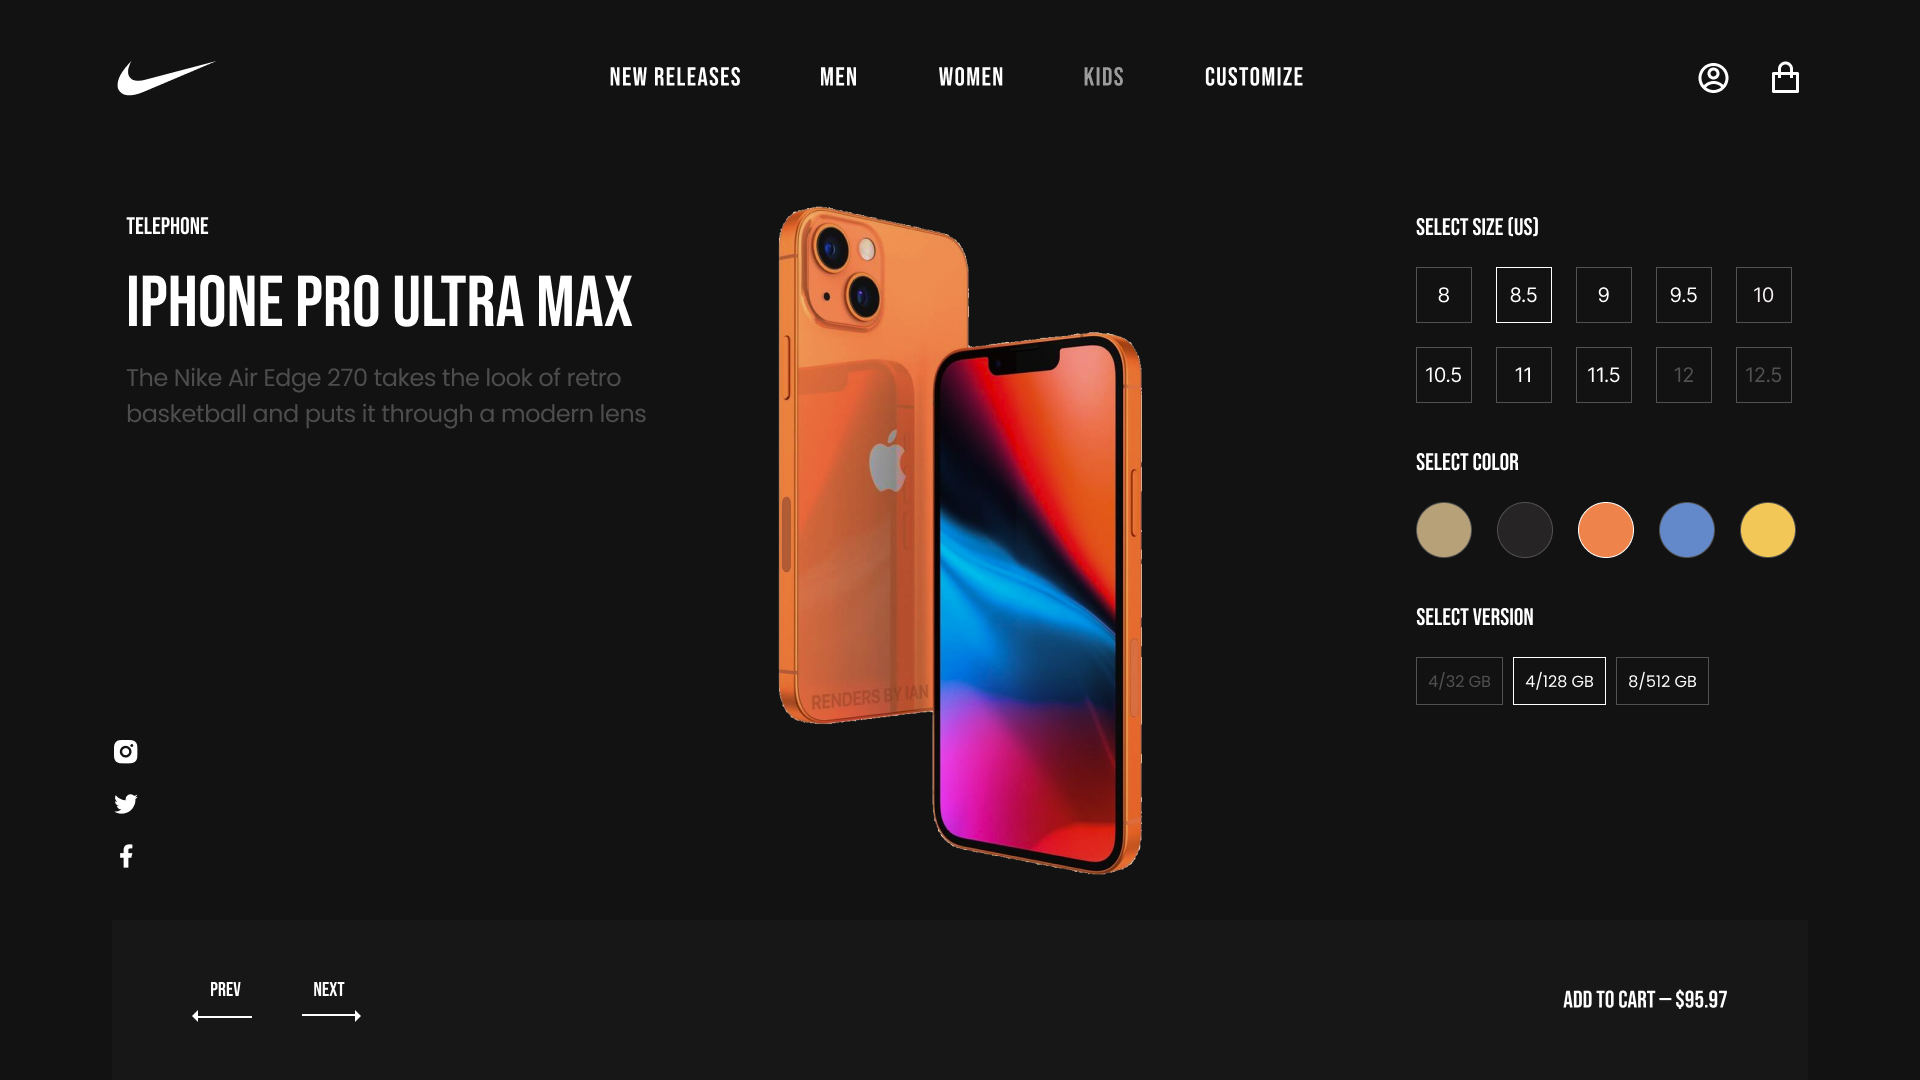 NEW RELEASES MEN WOMEN KIDS CUSTOMIZE
TELEPHONE
IPHONE PRO ULTRA MAX
The Nike Air Edge 270 takes the look of retro
basketball and puts it through a modern lens
RENDERS BY IAN
SELECT SIZE (US)
8 8.5 9 9.5 10
10.5 11 11.5 12 12.5
SELECT COLOR
SELECT VERSION
4/32 GB 4/128 GB 8/512 GB
PREV NEXT
ADD TO CART – $95.97